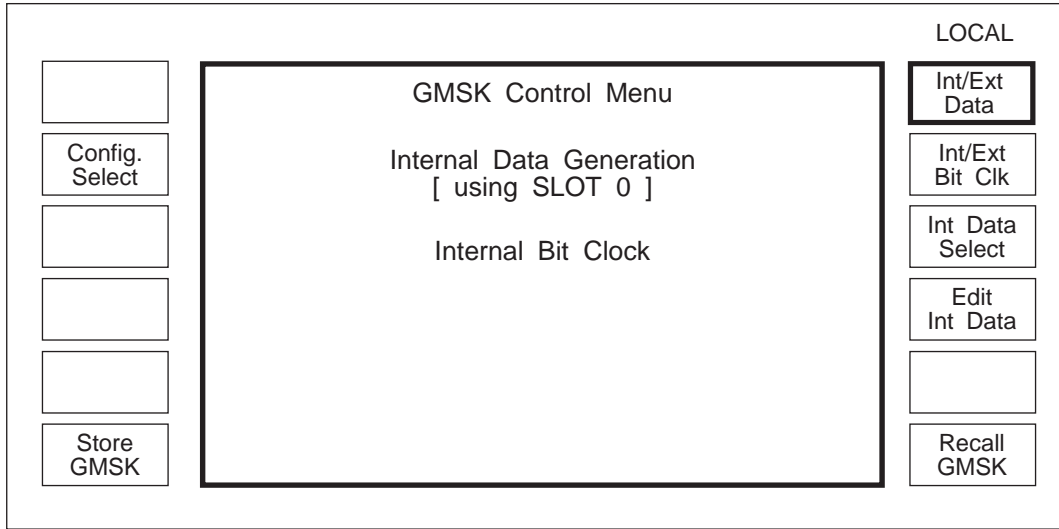 LOCAL
Config.
Select
Store
GMSK
GMSK Control Menu
Internal Data Generation
[ using SLOT 0 ]
Internal Bit Clock
Int/Ext
Data
Int/Ext
Bit Clk
Int Data
Select
Edit
Int Data
Recall
GMSK